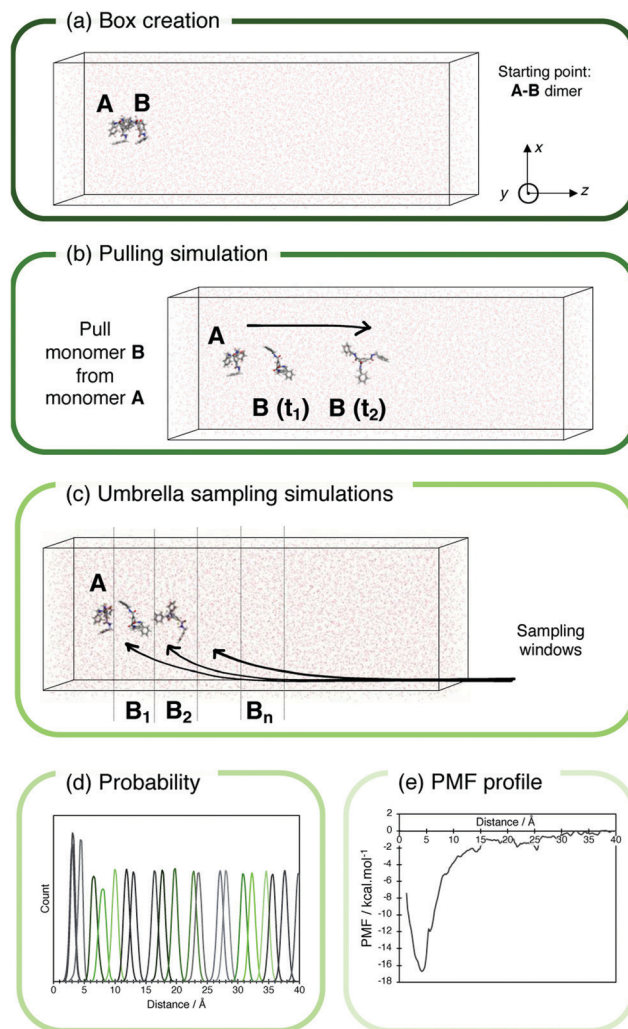 (a) Box creation
A B
Starting point:
A-B dimer
x
y
z
(b) Pulling simulation
Pull
monomer B
from
monomer A
A
B (t₁) B (t₂)
(c) Umbrella sampling simulations
A
B₁ B₂ Bₙ
Sampling
windows
(d) Probability
Count
0 5 10 15 20 25 30 35 40
Distance / Å
(e) PMF profile
Distance / Å
PMF / kcal.mol⁻¹
2
0
0 5 10 15 20 25 30 35 40
-2
-4
-6
-8
-10
-12
-14
-16
-18